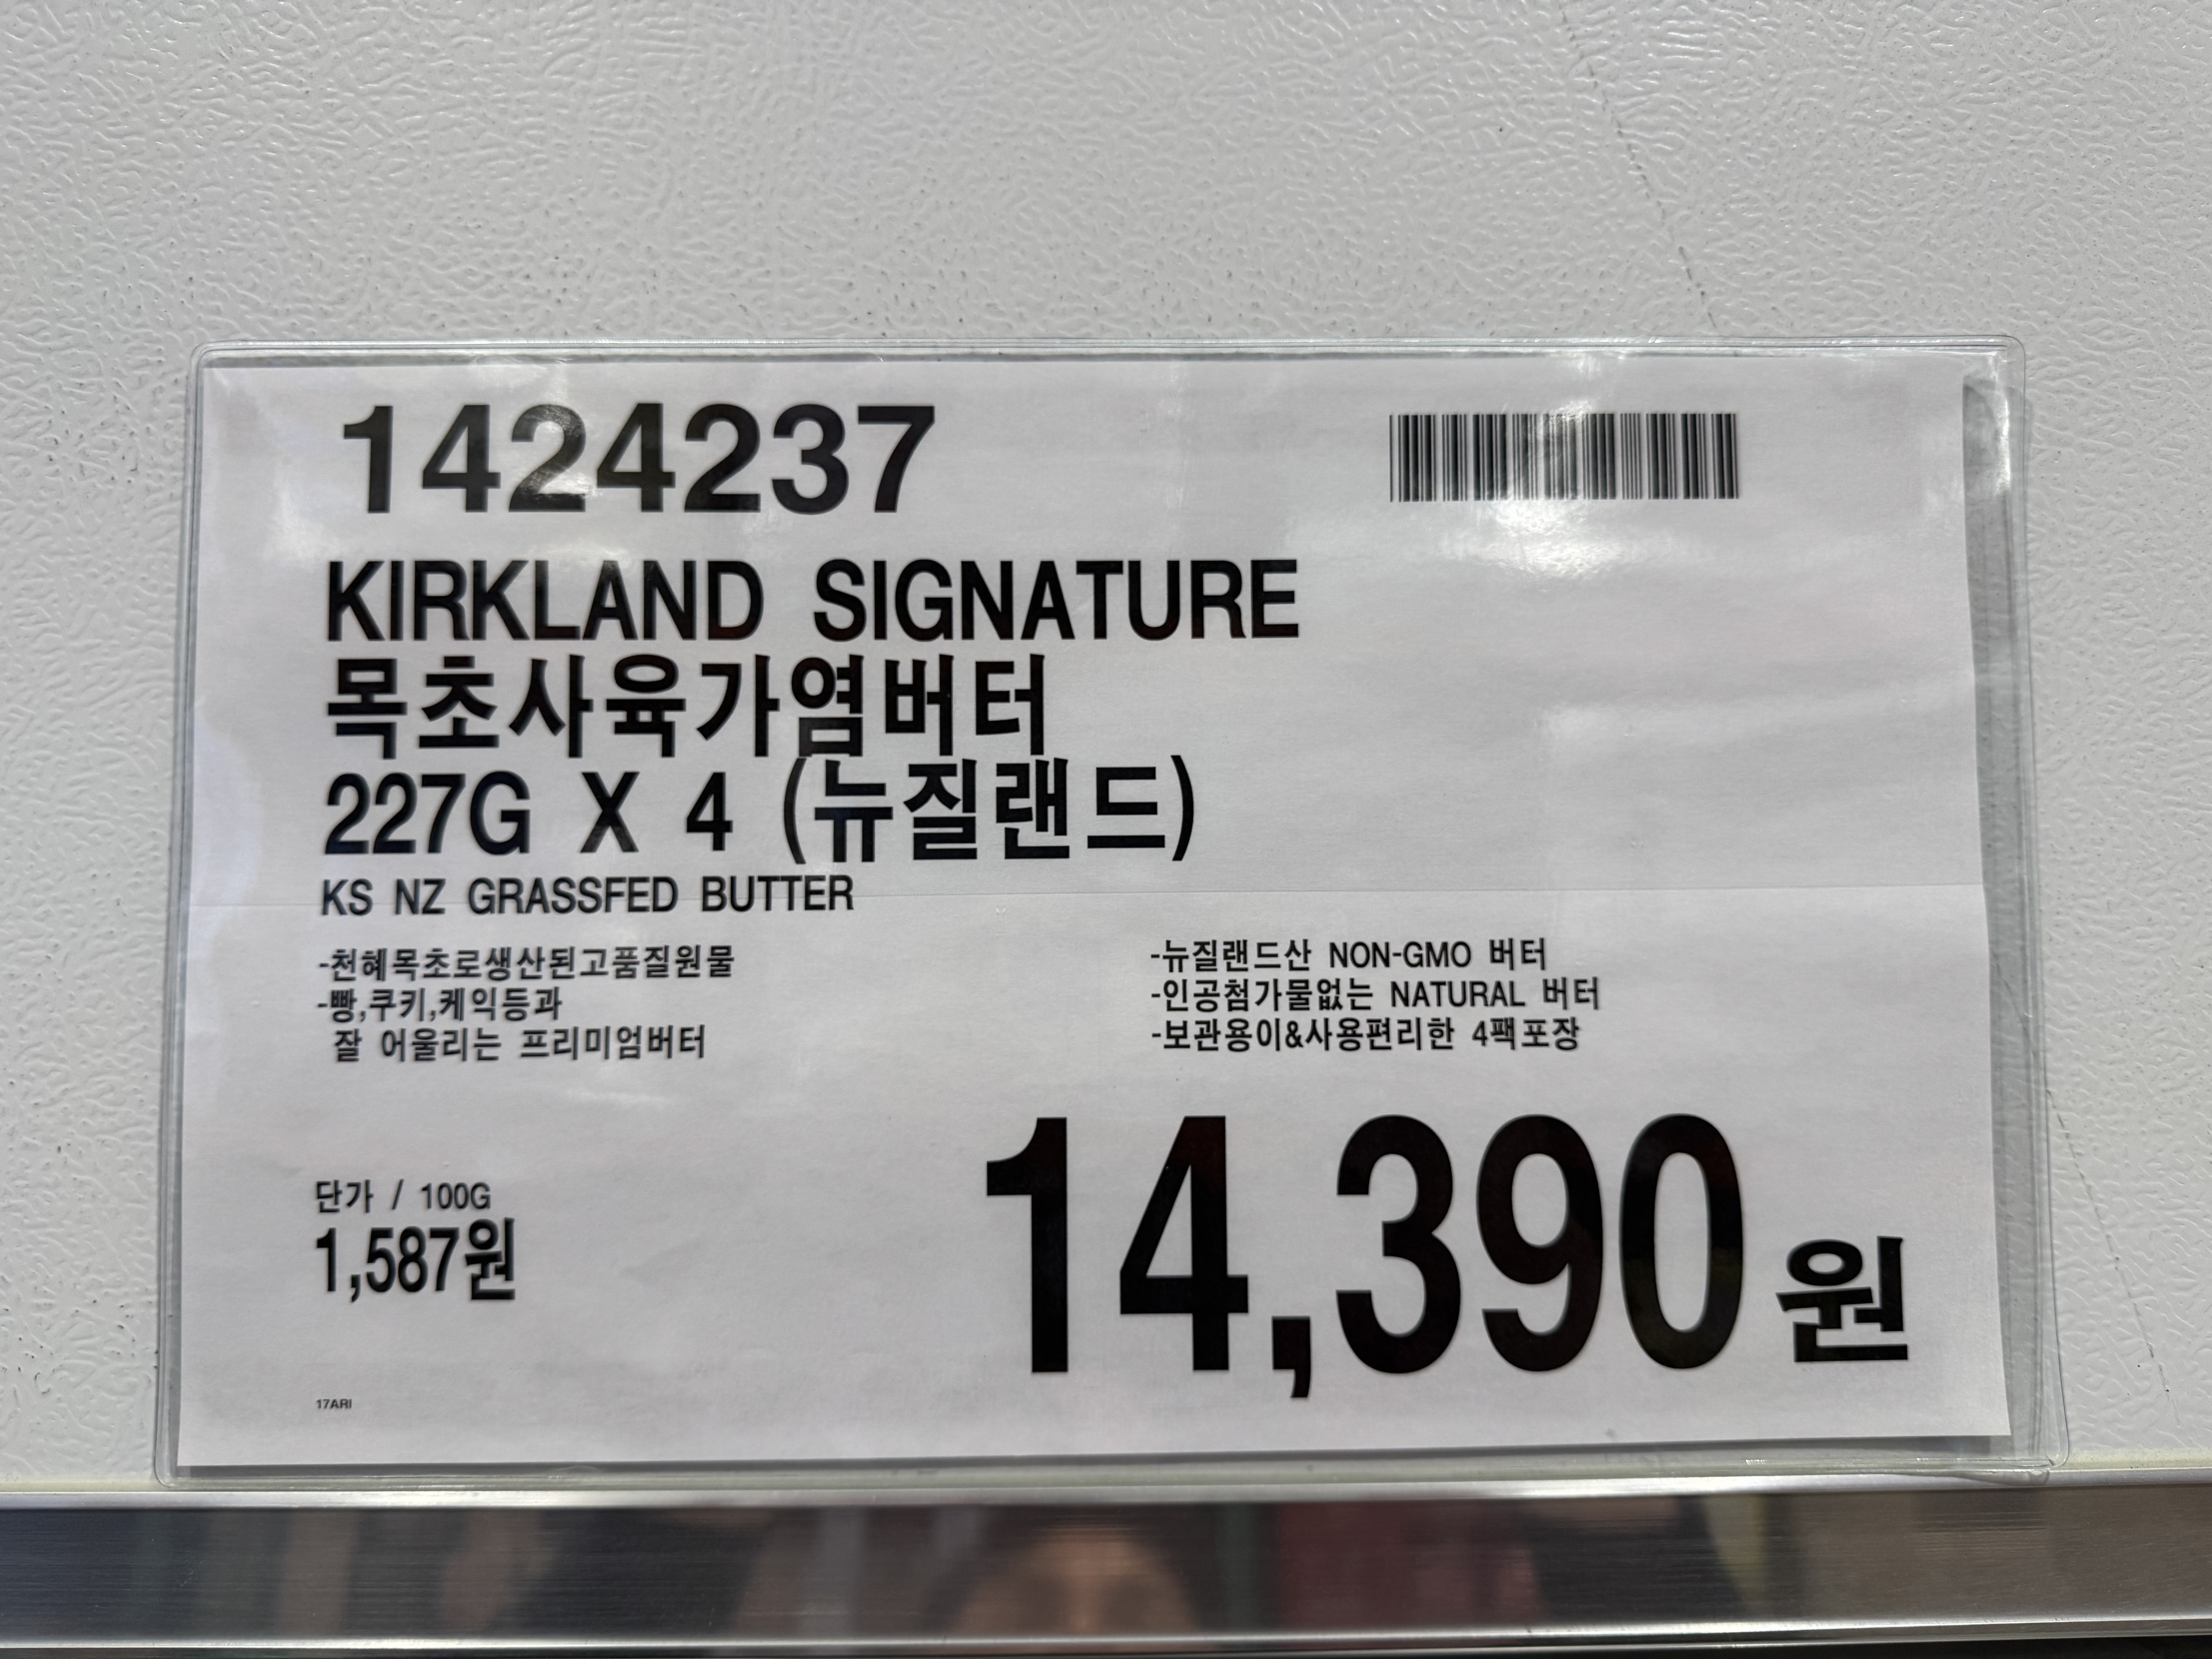 1424237
KIRKLAND SIGNATURE
목초사육가염버터
227G X 4 (뉴질랜드)
KS NZ GRASSFED BUTTER
-천혜목초로생산된고품질원물
-빵,쿠키,케익등과
잘 어울리는 프리미엄버터
-뉴질랜드산 NON-GMO 버터
-인공첨가물없는 NATURAL 버터
-보관용이&사용편리한 4팩포장
단가 / 100G
1,587원
14,390 원
17ARI